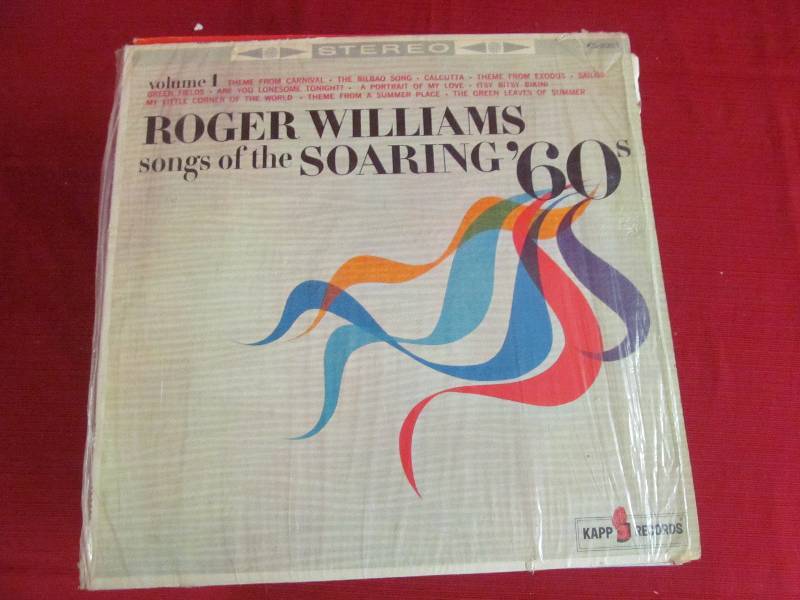 STEREO
volume 1 THEME FROM CARNIVAL • THE BILBAO SONG • CALCUTTA • THEME FROM EXODUS •
GREEN FIELDS • ARE YOU LONESOME TONIGHT? • A PORTRAIT OF MY LOVE • ITSY BITSY BIKINI...
MY LITTLE CORNER OF THE WORLD • THEME FROM A SUMMER PLACE • THE GREEN LEAVES OF SUMMER
ROGER WILLIAMS
songs of the SOARING '60s
KAPP RECORDS